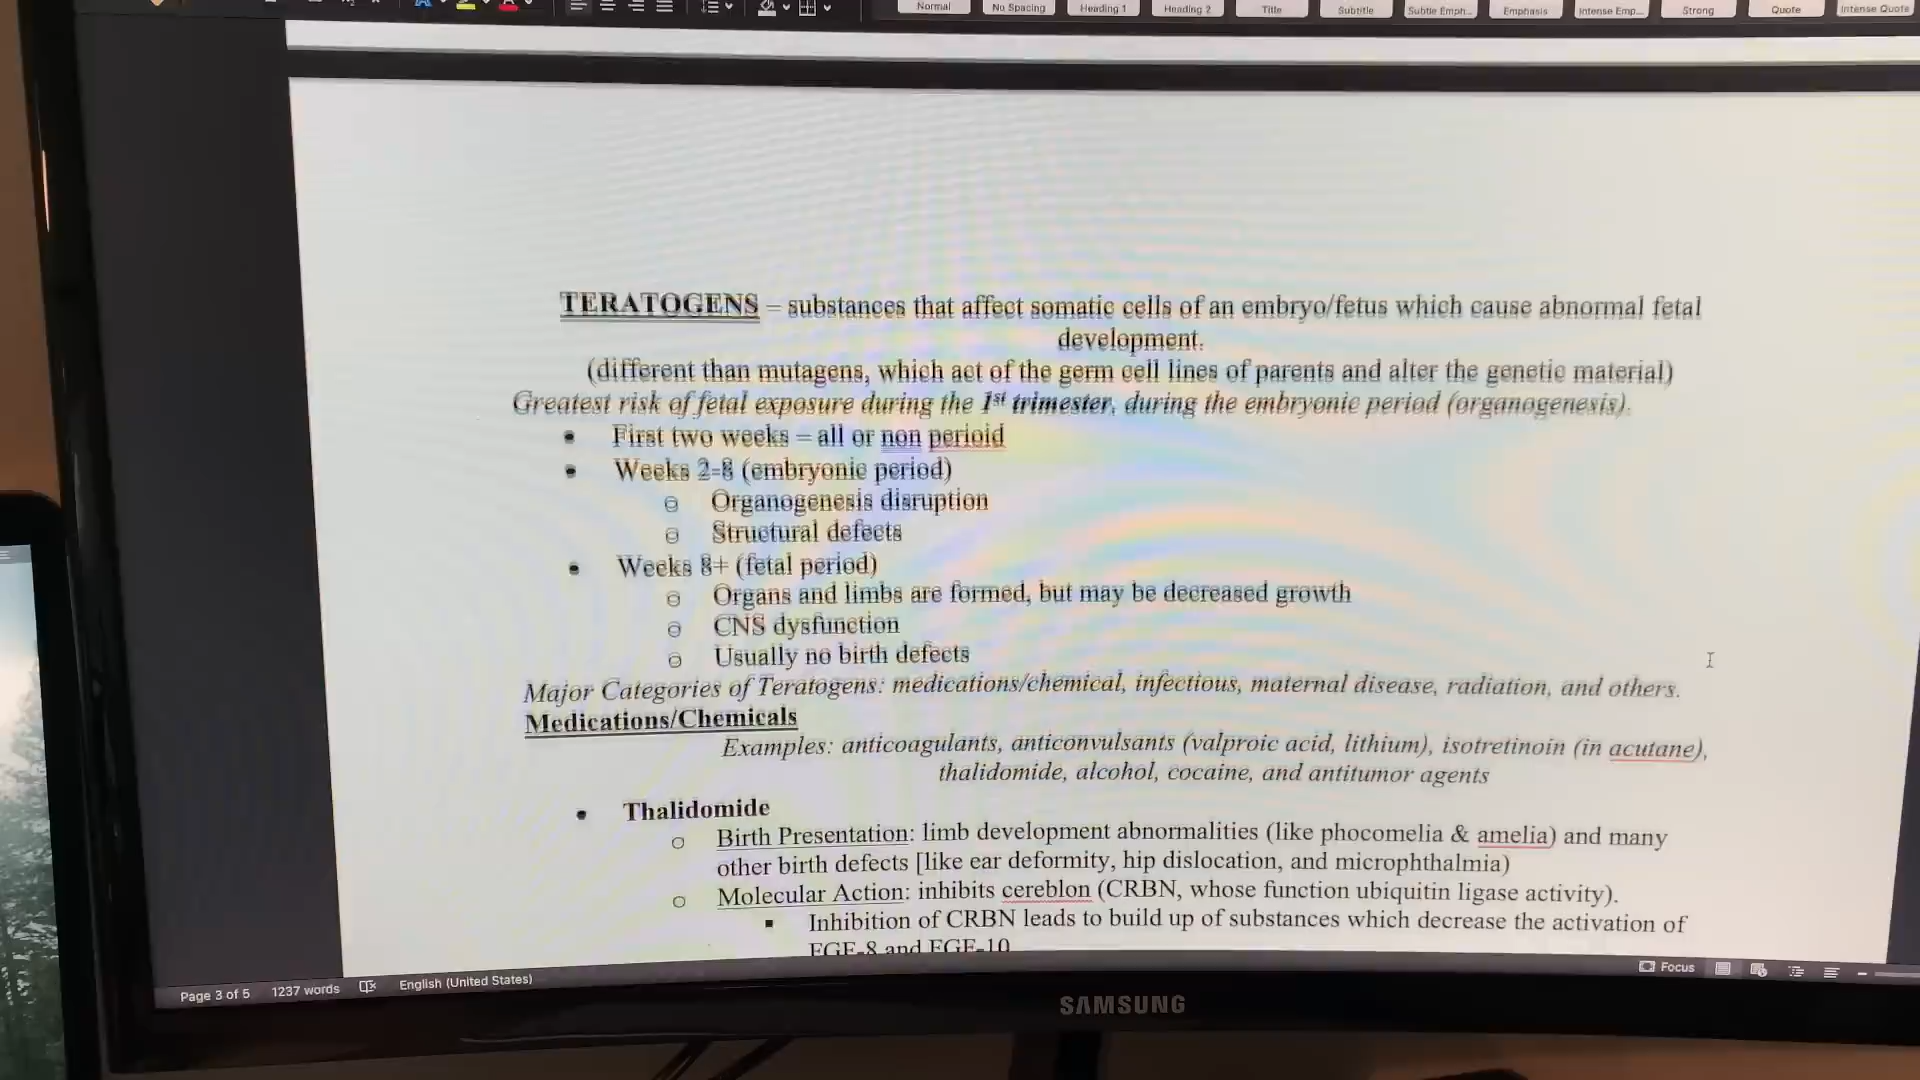 Normal No Spacing Heading 1 Heading 2 Title Subtitle Subtle Emph... Emphasis Intense Emp... Strong Quote Intense Quote
TERATOGENS – substances that affect somatic cells of an embryo/fetus which cause abnormal fetal
development.
(different than mutagens, which act of the germ cell lines of parents and alter the genetic material)
Greatest risk of fetal exposure during the 1st trimester, during the embryonic period (organogenesis).
• First two weeks – all or non perioid
• Weeks 2-8 (embryonic period)
o Organogenesis disruption
o Structural defects
• Weeks 8+ (fetal period)
o Organs and limbs are formed, but may be decreased growth
o CNS dysfunction
o Usually no birth defects
Major Categories of Teratogens: medications/chemical, infectious, maternal disease, radiation, and others.
Medications/Chemicals
Examples: anticoagulants, anticonvulsants (valproic acid, lithium), isotretinoin (in acutane),
thalidomide, alcohol, cocaine, and antitumor agents
• Thalidomide
o Birth Presentation: limb development abnormalities (like phocomelia & amelia) and many
other birth defects [like ear deformity, hip dislocation, and microphthalmia)
o Molecular Action: inhibits cereblon (CRBN, whose function ubiquitin ligase activity).
▪ Inhibition of CRBN leads to build up of substances which decrease the activation of
FGF-8 and FGF-10
Page 3 of 5 1237 words English (United States) Focus
SAMSUNG